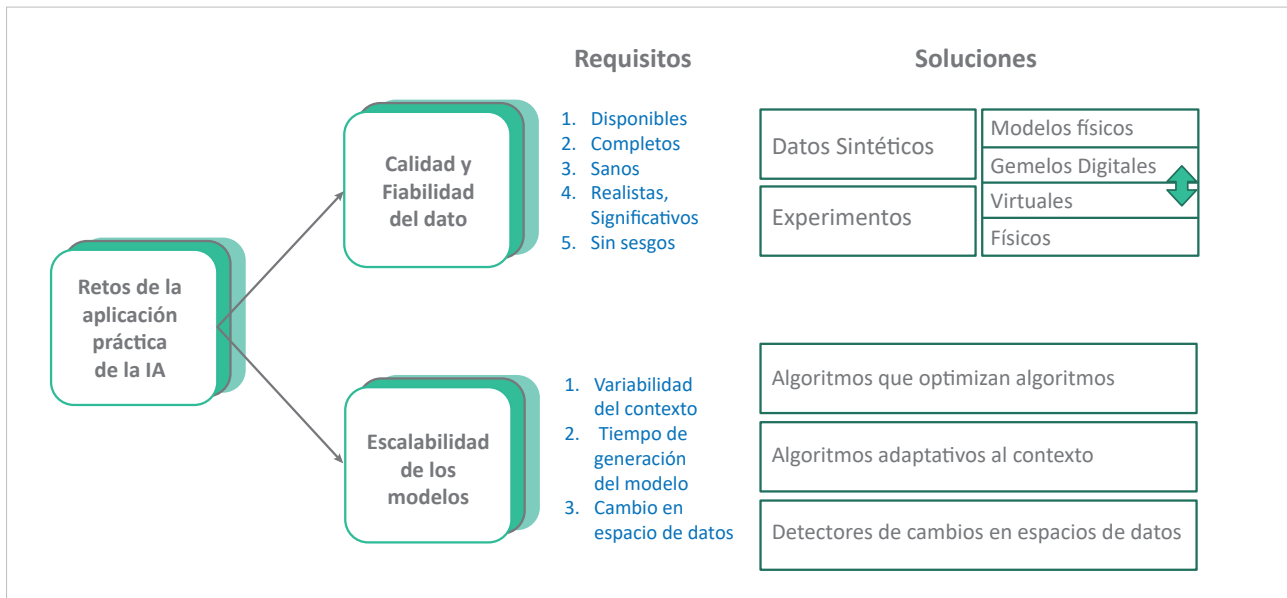 Requisitos
Soluciones
Retos de la
aplicación
práctica
de la IA
Calidad y
Fiabilidad
del dato
1. Disponibles
2. Completos
3. Sanos
4. Realistas,
Significativos
5. Sin sesgos
Datos Sintéticos
Modelos físicos
Gemelos Digitales
Experimentos
Virtuales
Físicos
Escalabilidad
de los
modelos
1. Variabilidad
del contexto
2. Tiempo de
generación
del modelo
3. Cambio en
espacio de datos
Algoritmos que optimizan algoritmos
Algoritmos adaptativos al contexto
Detectores de cambios en espacios de datos